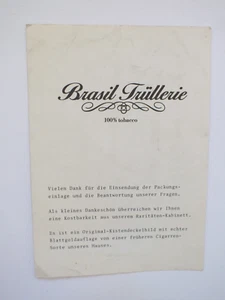 Brasil Trüllerie
100% tobacco
Vielen Dank für die Einsendung der Packungs-
einlage und die Beantwortung unserer Fragen.
Als kleines Dankeschön überreichen wir Ihnen
eine Kostbarkeit aus unserem Raritäten-Kabinett.
Es ist ein Original-Kistendeckelbild mit echter
Blattgoldauflage von einer früheren Cigarren-
Sorte unseres Hauses.